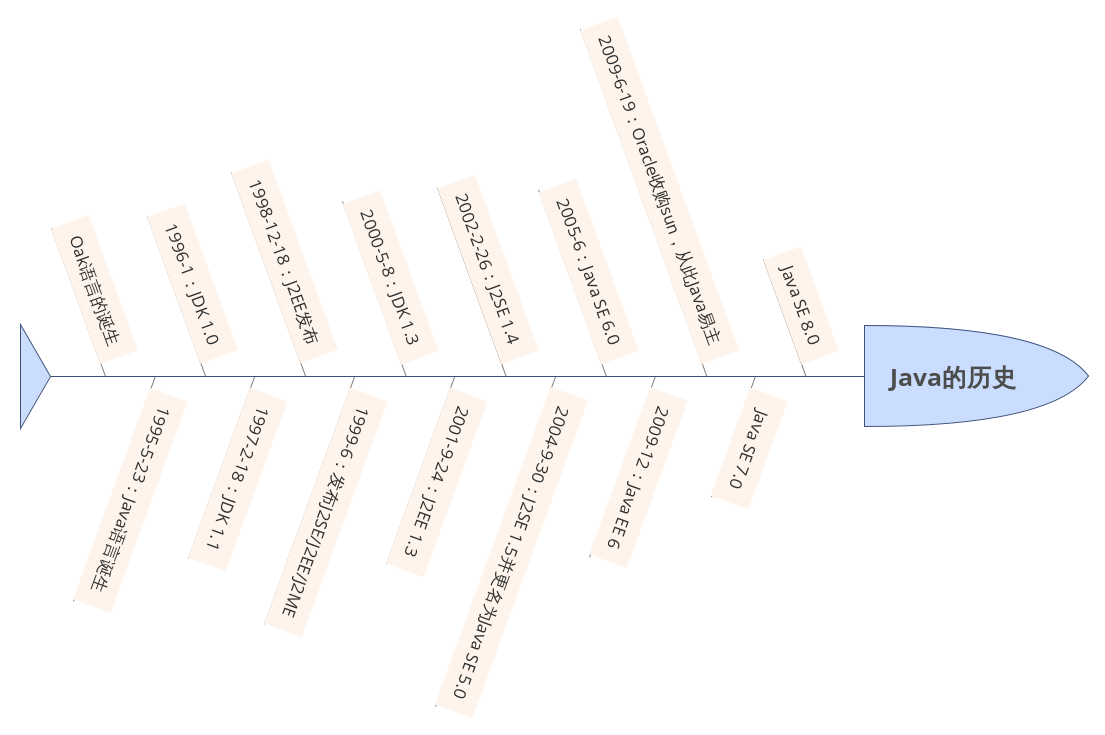 Oak语言的诞生
1995-5-23：Java语言诞生
1996-1：JDK 1.0
1997-2-18：JDK 1.1
1998-12-18：J2EE发布
1999-6：发布J2SE/J2EE/J2ME
2000-5-8：JDK 1.3
2001-9-24：J2EE 1.3
2002-2-26：J2SE 1.4
2004-9-30：J2SE 1.5并更名为Java SE 5.0
2005-6：Java SE 6.0
2009-12：Java EE 6
2009-6-19：Oracle收购sun，从此Java易主
Java SE 7.0
Java SE 8.0
Java的历史